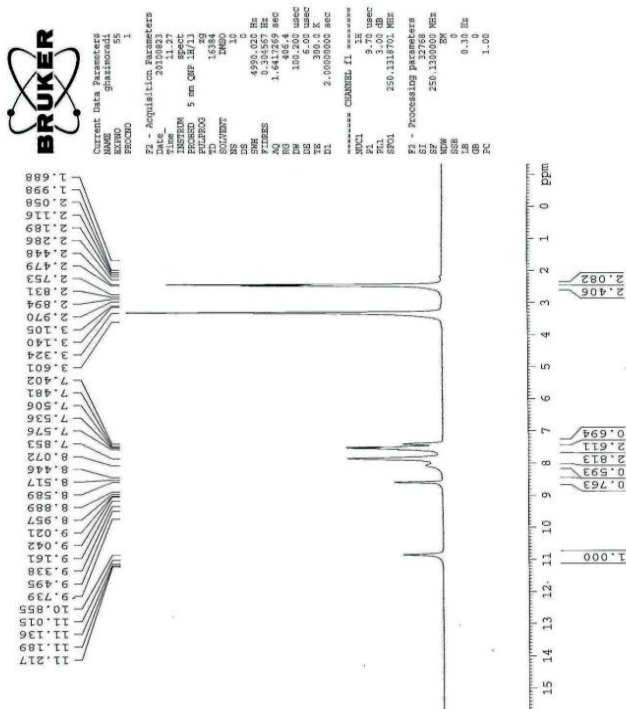 BRUKER
Current Data Parameters
NAME ghazimoradi
EXPNO 55
PROCNO 1
F2 - Acquisition Parameters
Date_ 20100823
Time 11.27
INSTRUM spect
PROBHD 5 mm QNP 1H/13
PULPROG zg
TD 16384
SOLVENT DMSO
NS 10
DS 0
SWH 4990.020 Hz
FIDRES 0.304567 Hz
AQ 1.6417269 sec
RG 406.4
DW 100.200 usec
DE 6.00 usec
TE 300.0 K
D1 2.00000000 sec
======== CHANNEL f1 ========
NUC1 1H
P1 9.70 usec
PL1 3.00 dB
SFO1 250.1318701 MHz
F2 - Processing parameters
SI 32768
SF 250.1300000 MHz
WDW EM
SSB 0
LB 0.30 Hz
GB 0
PC 1.00
1.688
1.998
2.058
2.116
2.189
2.286
2.448
2.479
2.753
2.831
2.894
2.970
3.105
3.140
3.324
3.601
7.402
7.481
7.506
7.536
7.576
7.853
8.072
8.446
8.517
8.589
8.889
8.957
9.021
9.042
9.161
9.338
9.495
9.739
10.855
11.015
11.136
11.189
11.217
ppm
0
1
2
3
4
5
6
7
8
9
10
11
12
13
14
15
2.082
2.406
0.694
2.611
2.813
0.593
0.763
1.000